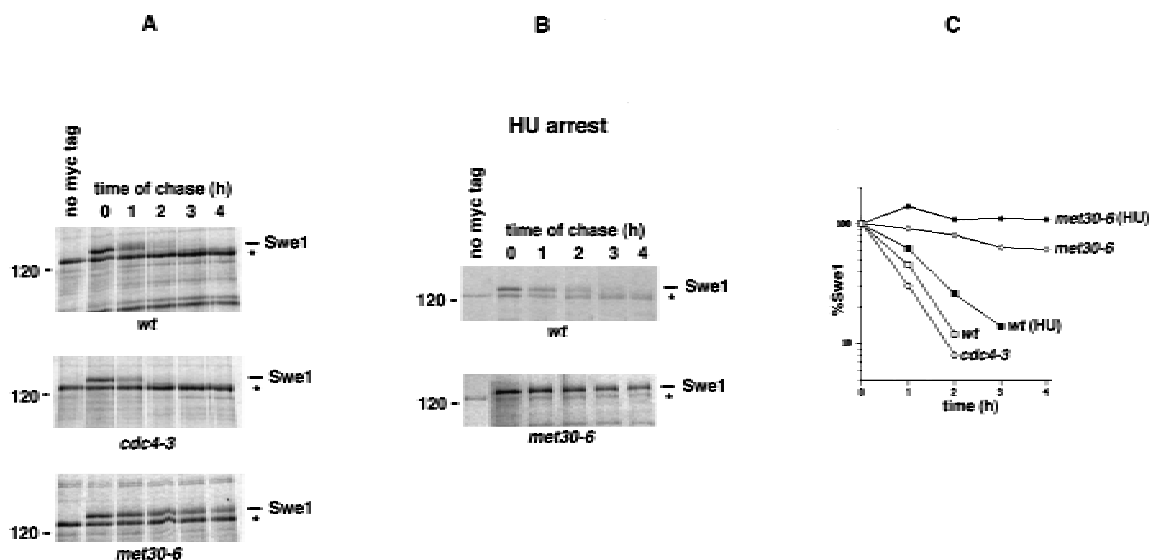 A
no myc tag
time of chase (h)
0 1 2 3 4
Swe1
*
120
wt
Swe1
*
120
cdc4-3
Swe1
*
120
met30-6
B
HU arrest
no myc tag
time of chase (h)
0 1 2 3 4
Swe1
*
120
wt
Swe1
*
120
met30-6
C
%Swe1
100
10
met30-6 (HU)
met30-6
wt (HU)
wt
cdc4-3
0 1 2 3 4
time (h)